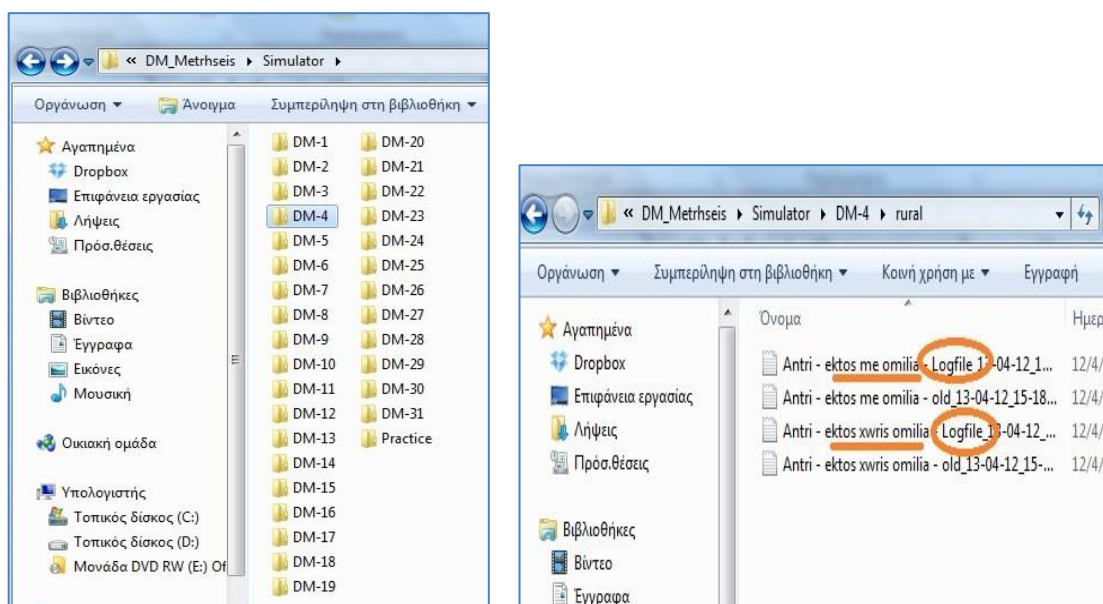 « DM_Metrhseis ▸ Simulator ▸
Οργάνωση ▾ Άνοιγμα Συμπερίληψη στη βιβλιοθήκη ▾
Αγαπημένα
Dropbox
Επιφάνεια εργασίας
Λήψεις
Πρόσ.θέσεις
Βιβλιοθήκες
Βίντεο
Έγγραφα
Εικόνες
Μουσική
Οικιακή ομάδα
Υπολογιστής
Τοπικός δίσκος (C:)
Τοπικός δίσκος (D:)
Μονάδα DVD RW (E:) Of
DM-1
DM-2
DM-3
DM-4
DM-5
DM-6
DM-7
DM-8
DM-9
DM-10
DM-11
DM-12
DM-13
DM-14
DM-15
DM-16
DM-17
DM-18
DM-19
DM-20
DM-21
DM-22
DM-23
DM-24
DM-25
DM-26
DM-27
DM-28
DM-29
DM-30
DM-31
Practice
« DM_Metrhseis ▸ Simulator ▸ DM-4 ▸ rural
Οργάνωση ▾ Συμπερίληψη στη βιβλιοθήκη ▾ Κοινή χρήση με ▾ Εγγραφή
Αγαπημένα
Dropbox
Επιφάνεια εργασίας
Λήψεις
Πρόσ.θέσεις
Βιβλιοθήκες
Βίντεο
Έγγραφα
Όνομα Ημερ
Antri - ektos me omilia - Logfile_13-04-12_1... 12/4/
Antri - ektos me omilia - old_13-04-12_15-18... 12/4/
Antri - ektos xwris omilia - Logfile_13-04-12_... 12/4/
Antri - ektos xwris omilia - old_13-04-12_15-... 12/4/